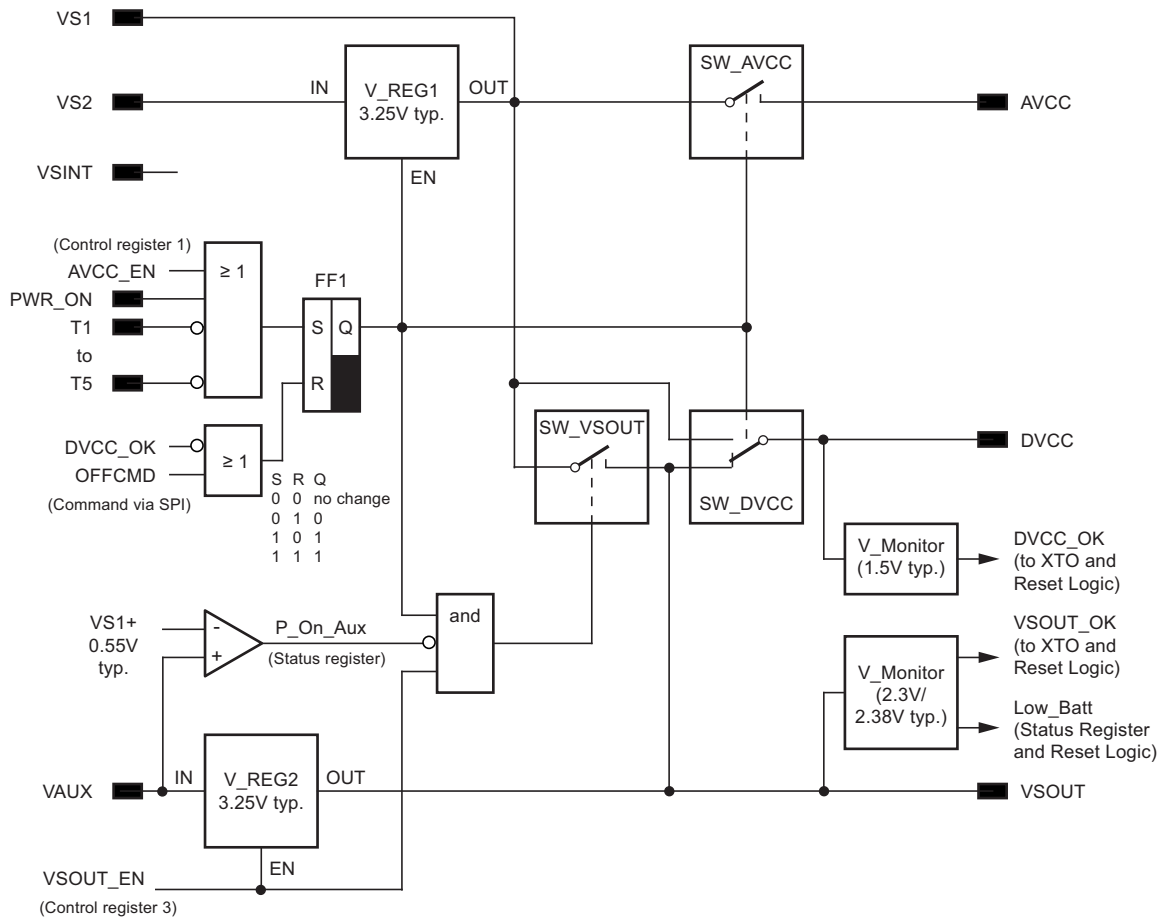 VS1
SW_AVCC
IN
V_REG1
3.25V typ.
OUT
VS2
AVCC
VSINT
EN
(Control register 1)
AVCC_EN
≥ 1
PWR_ON
FF1
T1
S Q
to
T5
R
SW_VSOUT
DVCC_OK
≥ 1
DVCC
OFFCMD
(Command via SPI)
S R Q
0 0 no change
0 1 0
1 0 1
1 1 1
SW_DVCC
V_Monitor
(1.5V typ.)
DVCC_OK
(to XTO and
Reset Logic)
VS1+
0.55V
typ.
-
+
P_On_Aux
(Status register)
and
VSOUT_OK
(to XTO and
Reset Logic)
V_Monitor
(2.3V/
2.38V typ.)
Low_Batt
(Status Register
and Reset Logic)
VAUX
IN
V_REG2
3.25V typ.
OUT
VSOUT
EN
VSOUT_EN
(Control register 3)